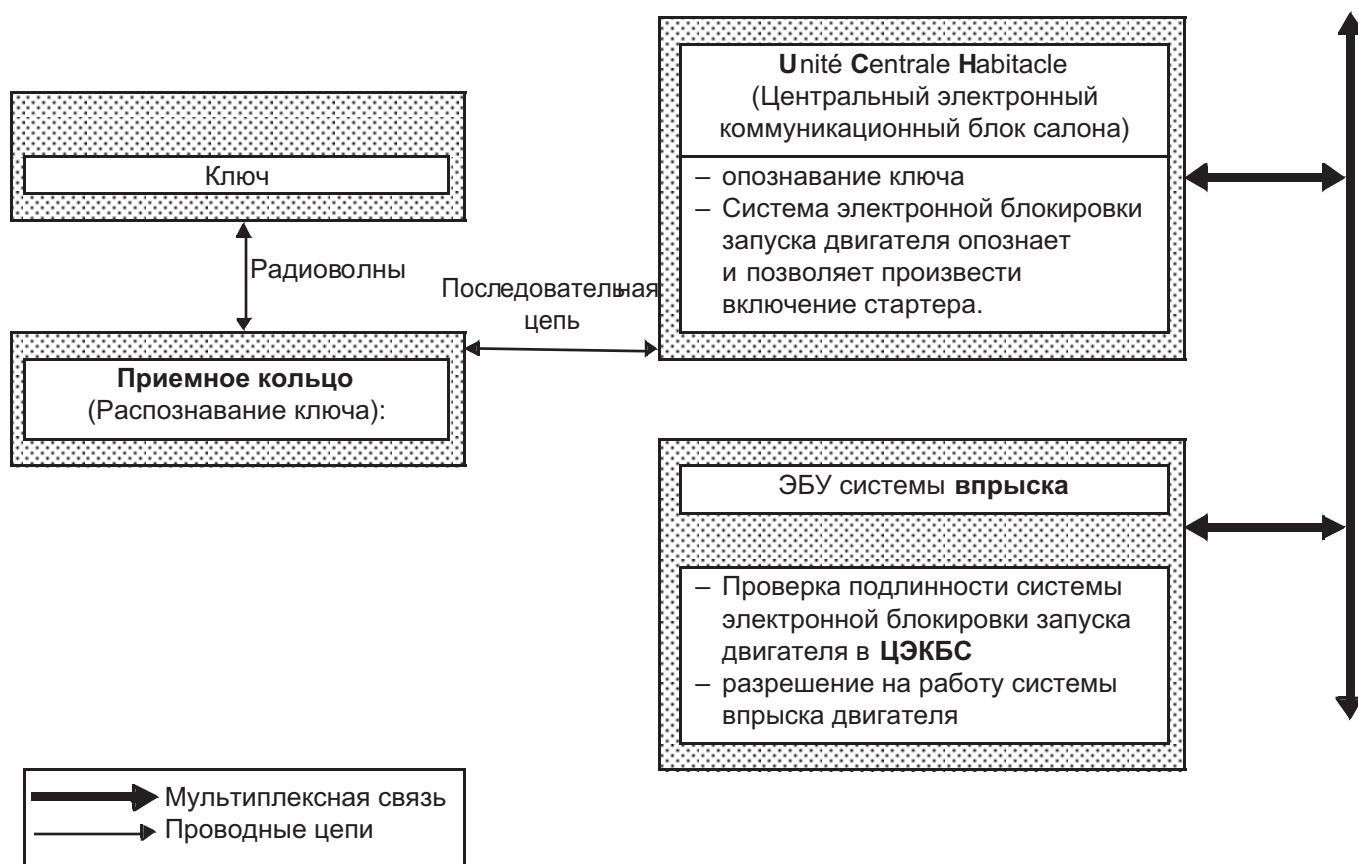 Unité Centrale Habitacle
(Центральный электронный
коммуникационный блок салона)
– опознавание ключа
– Система электронной блокировки
запуска двигателя опознает
и позволяет произвести
включение стартера.
Ключ
Радиоволны
Последовательная
цепь
Приемное кольцо
(Распознавание ключа):
ЭБУ системы впрыска
– Проверка подлинности системы
электронной блокировки запуска
двигателя в ЦЭКБС
– разрешение на работу системы
впрыска двигателя
Мультиплексная связь
Проводные цепи